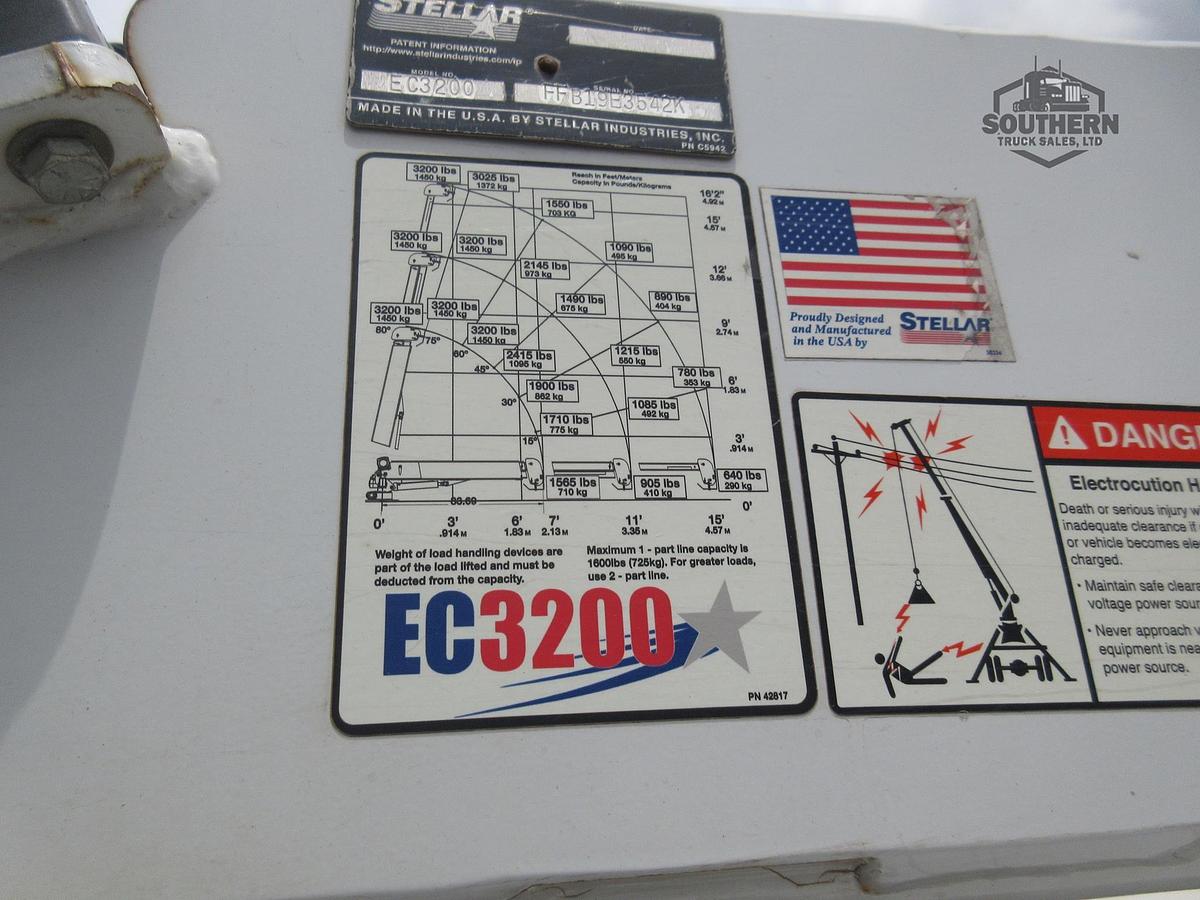 STELLAR®
DATE
PATENT INFORMATION
http://www.stellarindustries.com/ip
MODEL NO.
SERIAL NO.
EC3200
MADE IN THE U.S.A. BY STELLAR INDUSTRIES, INC.
PN C5942
SOUTHERN
TRUCK SALES, LTD
Reach in Feet/Meters
Capacity in Pounds/Kilograms
3200 lbs
1450 kg
3025 lbs
1372 kg
16'2"
4.92 M
1550 lbs
703 KG
15'
4.57 M
3200 lbs
1450 kg
3200 lbs
1450 kg
1090 lbs
495 kg
2145 lbs
973 kg
12'
3.66 M
3200 lbs
1450 kg
3200 lbs
1450 kg
1490 lbs
675 kg
890 lbs
404 kg
80°
75°
3200 lbs
1450 kg
9'
2.74 M
60°
2415 lbs
1095 kg
1215 lbs
550 kg
45°
780 lbs
353 kg
6'
1.83 M
1900 lbs
862 kg
30°
1085 lbs
492 kg
1710 lbs
775 kg
15°
3'
.914 M
640 lbs
290 kg
1565 lbs
710 kg
905 lbs
410 kg
0'
0'
3'
.914 M
6'
1.83 M
7'
2.13 M
11'
3.35 M
15'
4.57 M
Weight of load handling devices are
part of the load lifted and must be
deducted from the capacity.
Maximum 1 - part line capacity is
1600lbs (725kg). For greater loads,
use 2 - part line.
EC3200
PN 42817
Proudly Designed
and Manufactured
in the USA by
STELLAR
DANG
Electrocution H
Death or serious injury w
inadequate clearance if
or vehicle becomes ele
charged.
• Maintain safe cleara
voltage power sour
• Never approach v
equipment is nea
power source.